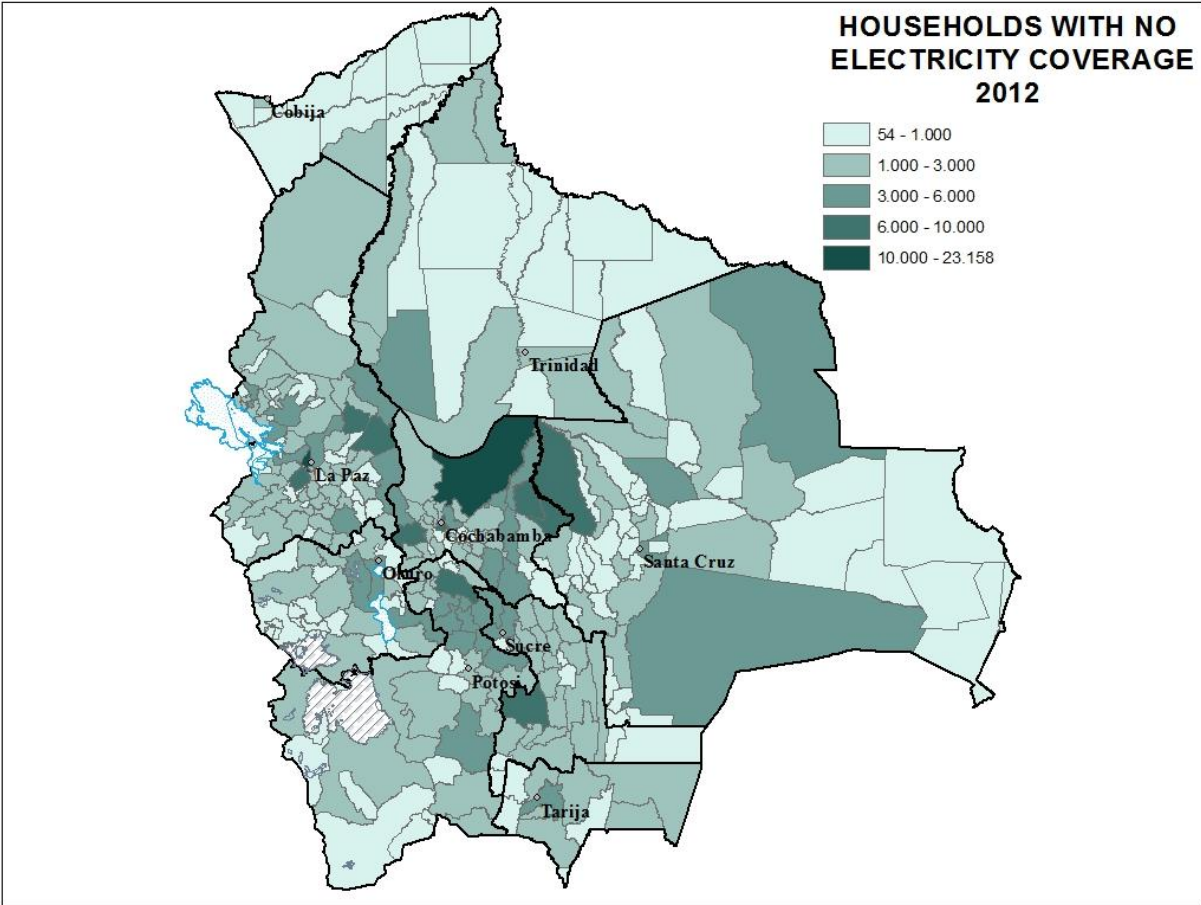 HOUSEHOLDS WITH NO
ELECTRICITY COVERAGE
2012
54 - 1.000
1.000 - 3.000
3.000 - 6.000
6.000 - 10.000
10.000 - 23.158
Cobija
Trinidad
La Paz
Cochabamba
Santa Cruz
Oruro
Sucre
Potosi
Tarija